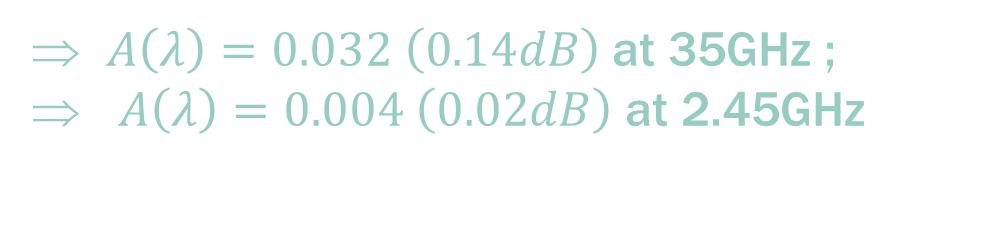 ⇒ A(λ) = 0.032 (0.14dB) at 35GHz ;
⇒ A(λ) = 0.004 (0.02dB) at 2.45GHz